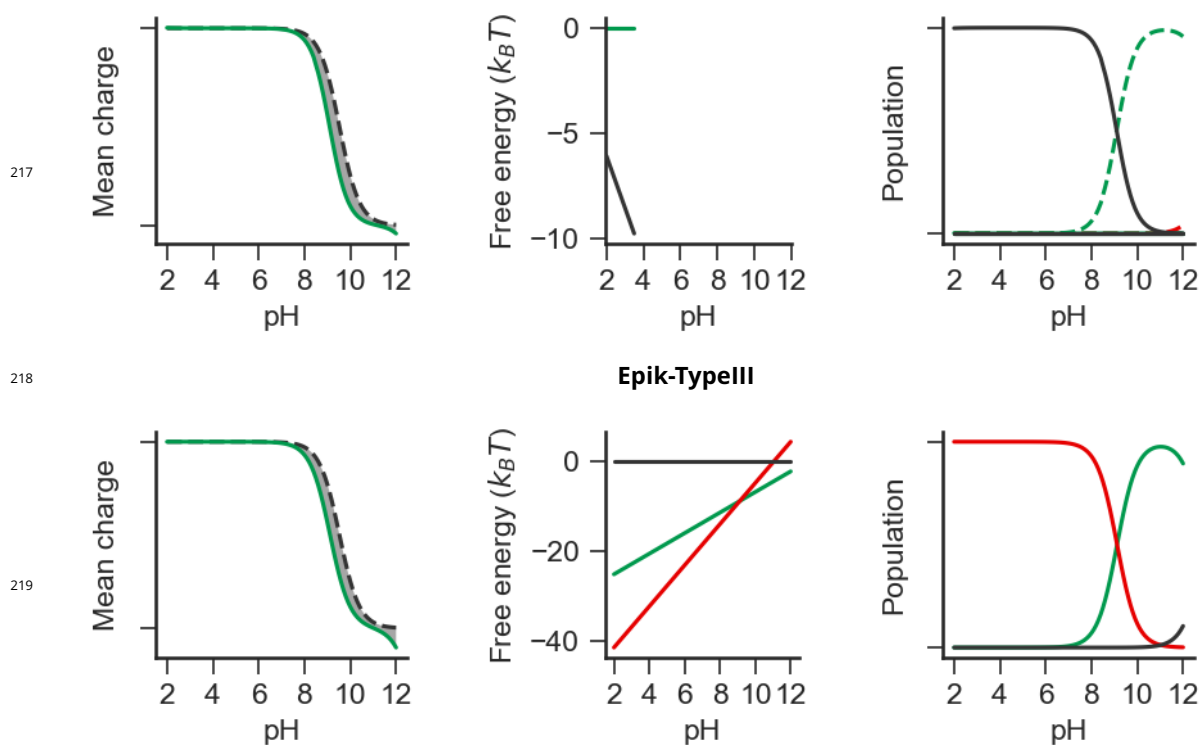 Mean charge
2 4 6 8 10 12
pH
0
−5
−10
Free energy (kBT)
2 4 6 8 10 12
pH
Population
2 4 6 8 10 12
pH
217
218
Epik-TypeIII
Mean charge
2 4 6 8 10 12
pH
0
−20
−40
Free energy (kBT)
2 4 6 8 10 12
pH
Population
2 4 6 8 10 12
pH
219